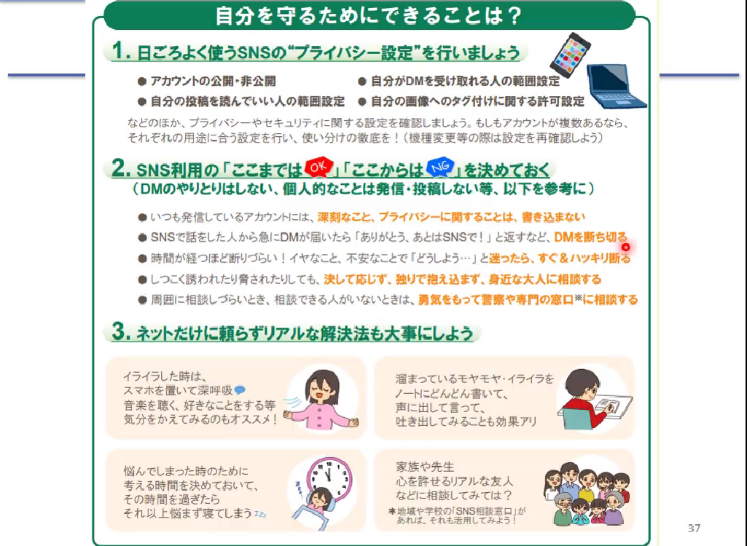 自分を守るためにできることは？
1. 日ごろよく使うSNSの“プライバシー設定”を行いましょう
● アカウントの公開・非公開
● 自分がDMを受け取れる人の範囲設定
● 自分の投稿を読んでいい人の範囲設定
● 自分の画像へのタグ付けに関する許可設定
などのほか、プライバシーやセキュリティに関する設定を確認しましょう。もしもアカウントが複数あるなら、
それぞれの用途に合う設定を行い、使い分けの徹底を！（機種変更等の際は設定を再確認しよう）
2. SNS利用の「ここまではOK」「ここからはNG」を決めておく
（DMのやりとりはしない、個人的なことは発信・投稿しない等、以下を参考に）
● いつも発信しているアカウントには、深刻なこと、プライバシーに関することは、書き込まない
● SNSで話をした人から急にDMが届いたら「ありがとう、あとはSNSで！」と返すなど、DMを断ち切る
● 時間が経つほど断りづらい！イヤなこと、不安なことで「どうしよう…」と迷ったら、すぐ＆ハッキリ断る
● しつこく誘われたり脅されたりしても、決して応じず、独りで抱え込まず、身近な大人に相談する
● 周囲に相談しづらいとき、相談できる人がいないときは、勇気をもって警察や専門の窓口※に相談する
3. ネットだけに頼らずリアルな解決法も大事にしよう
イライラした時は、
スマホを置いて深呼吸
音楽を聴く、好きなことをする等
気分をかえてみるのもオススメ！
溜まっているモヤモヤ・イライラを
ノートにどんどん書いて、
声に出して言って、
吐き出してみることも効果アリ
悩んでしまった時のために
考える時間を決めておいて、
その時間を過ぎたら
それ以上悩まず寝てしまう
家族や先生
心を許せるリアルな友人
などに相談してみては？
＊地域や学校の「SNS相談窓口」が
あれば、それも活用してみよう！
37